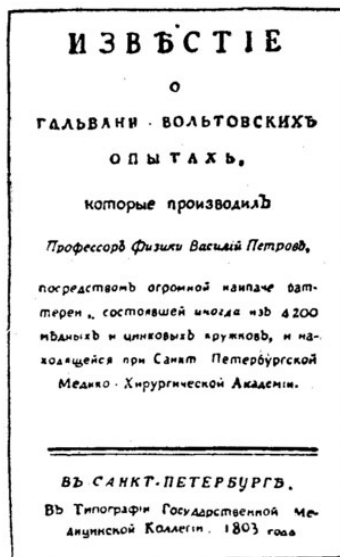 ИЗВѢСТІЕ
О
ГАЛЬВАНИ - ВОЛЬТОВСКИХЪ
ОПЫТАХЪ,
которые производилЪ
ПрофессорЪ Физики Василій ПетровЪ,
посредствомЪ огромной наипаче бат-
тереи, состоявшей иногда изЪ 4200
мѣдныхЪ и цинковыхЪ кружковЪ, и на-
ходящейся при Санкт Петербургской
Медико - Хирургической Академіи.
ВЪ САНКТ-ПЕТЕРБУРГѢ,
ВЪ Типографіи Государственной Ме-
дицинской Коллегіи, 1803 года